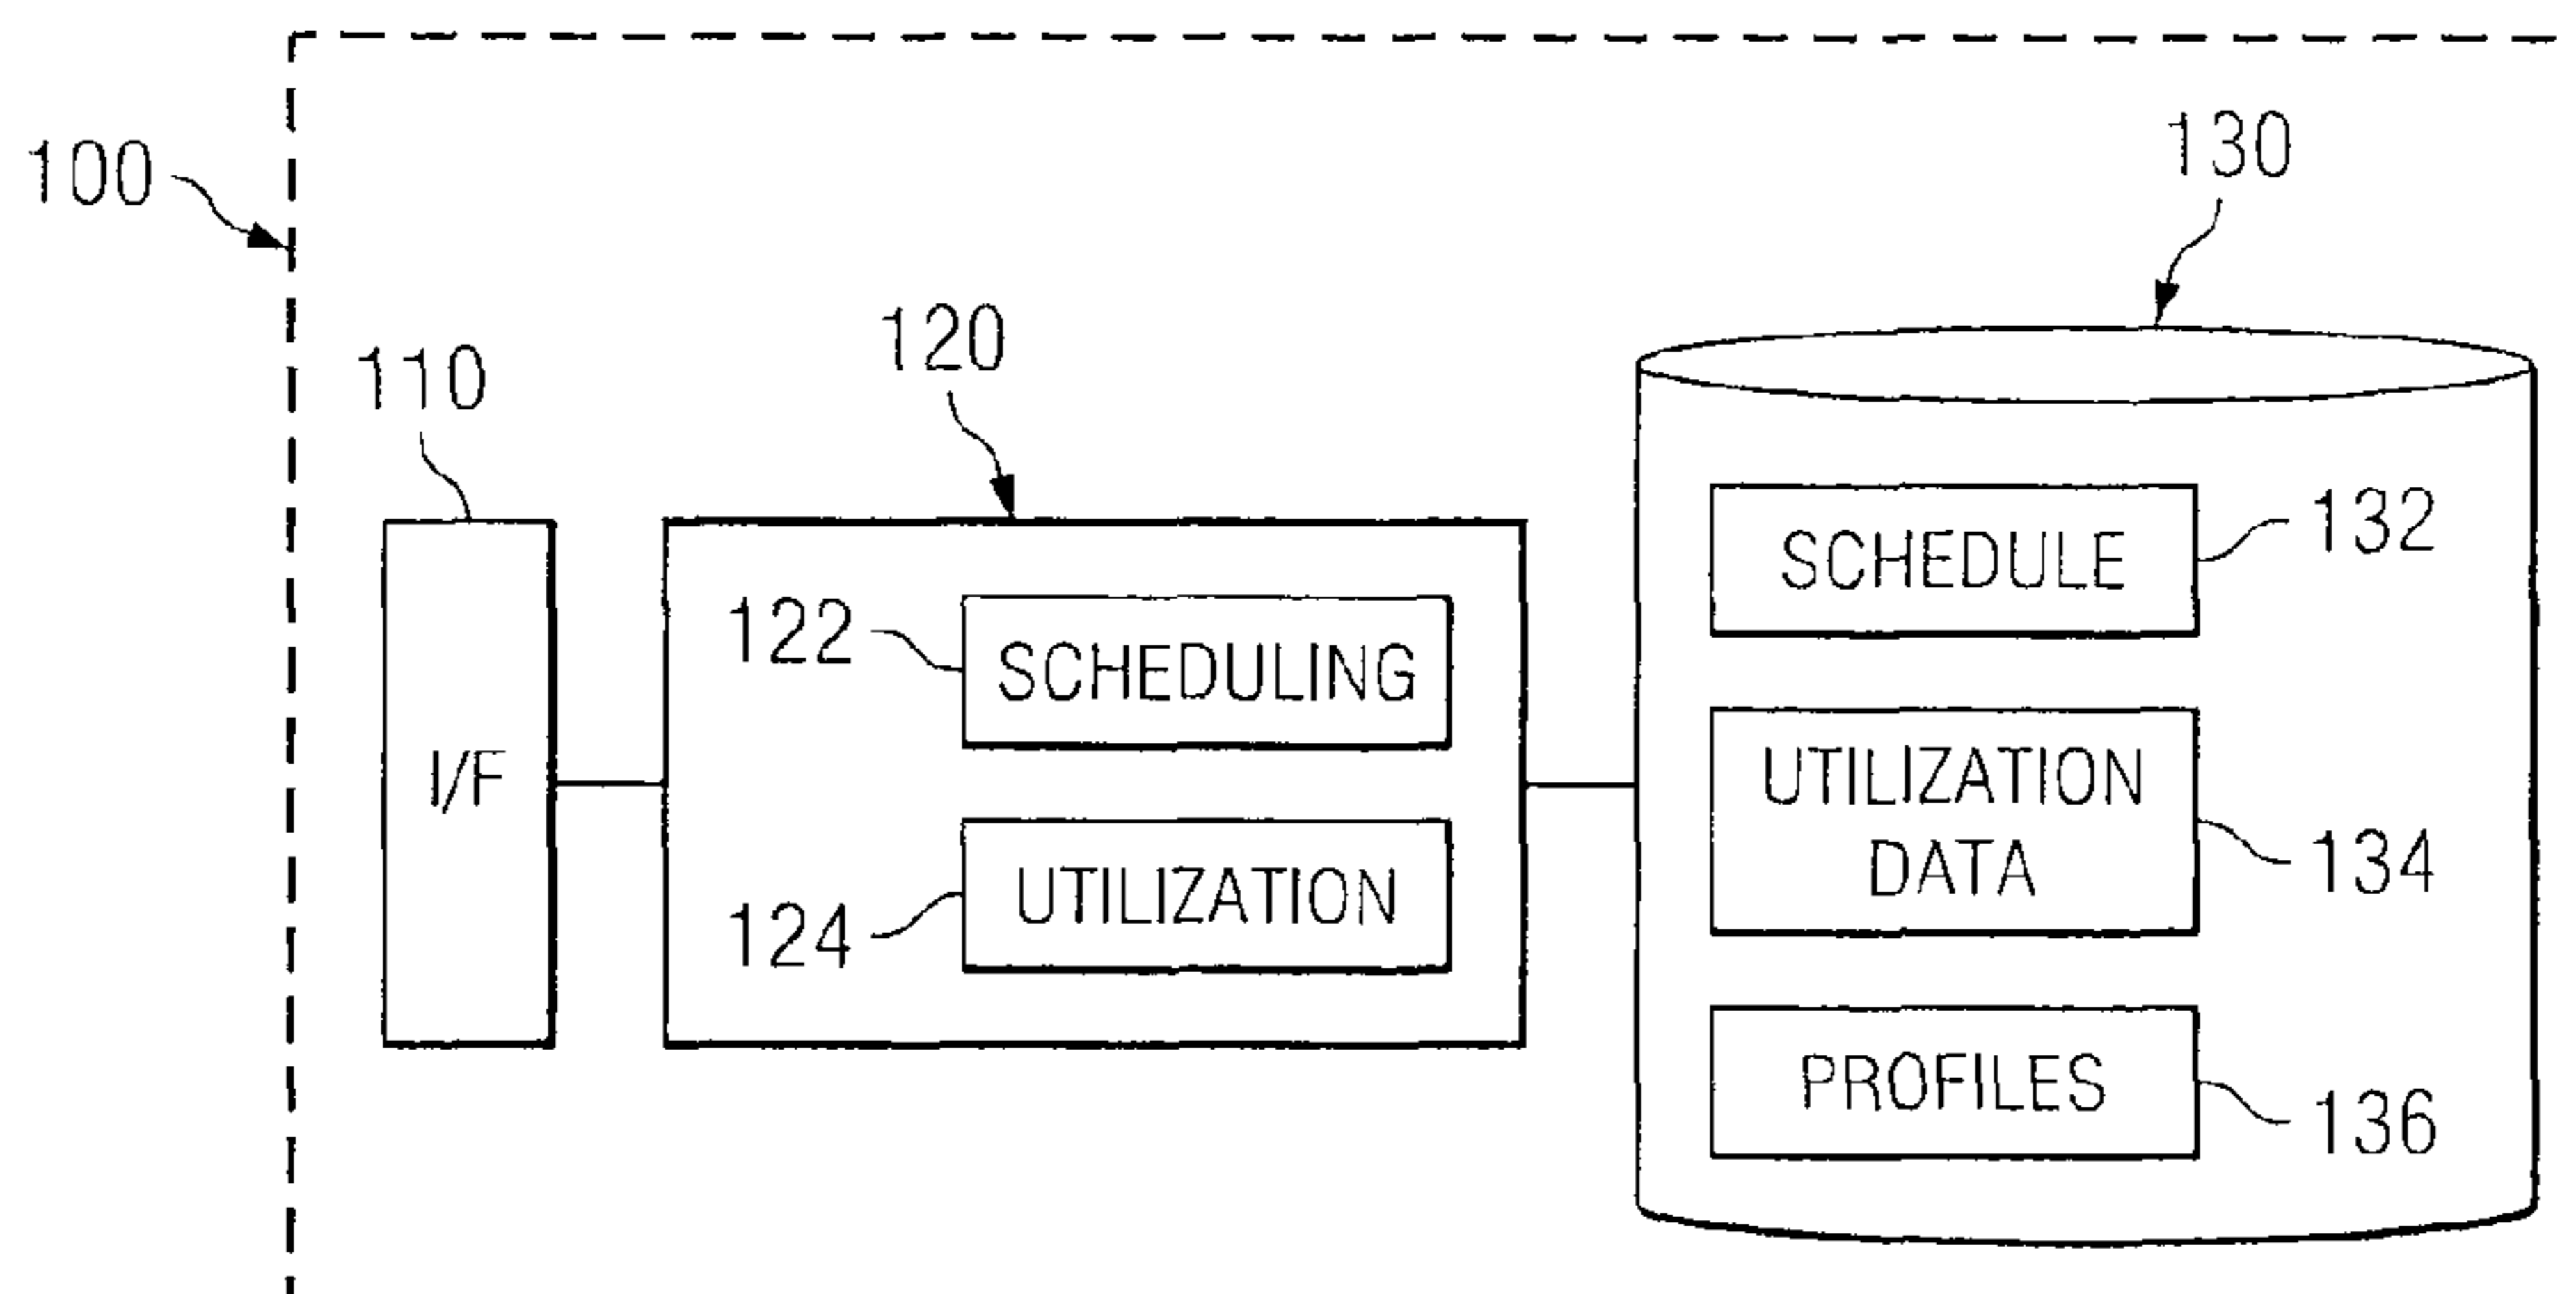 100
130
120
110
SCHEDULE
132
122
SCHEDULING
I/F
UTILIZATION
DATA
134
124
UTILIZATION
PROFILES
136